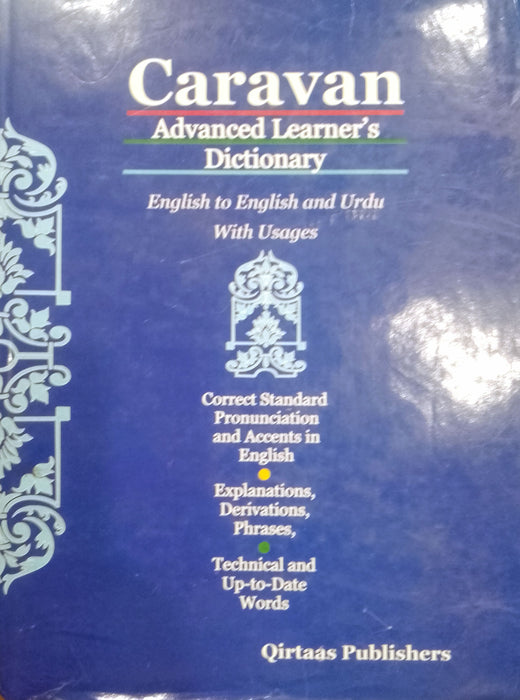 Caravan
Advanced Learner's
Dictionary
English to English and Urdu
With Usages
Correct Standard
Pronunciation
and Accents in
English
Explanations,
Derivations,
Phrases,
Technical and
Up-to-Date
Words
Qirtaas Publishers